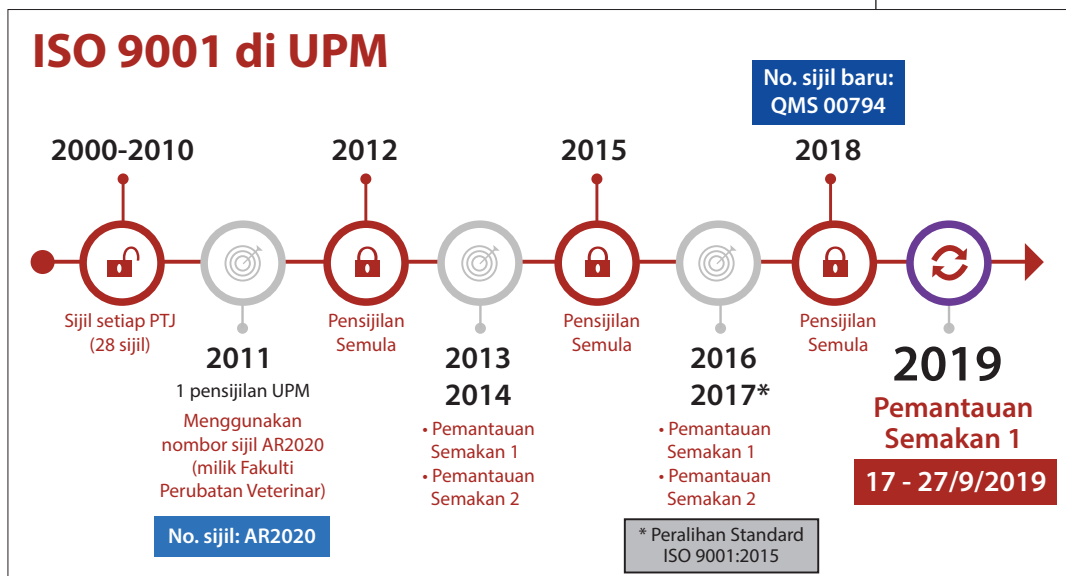 ISO 9001 di UPM
2000-2010
Sijil setiap PTJ
(28 sijil)
2011
1 pensijilan UPM
Menggunakan
nombor sijil AR2020
(milik Fakulti
Perubatan Veterinar)
No. sijil: AR2020
2012
Pensijilan
Semula
2013
2014
• Pemantauan
Semakan 1
• Pemantauan
Semakan 2
2015
Pensijilan
Semula
2016
2017*
• Pemantauan
Semakan 1
• Pemantauan
Semakan 2
* Peralihan Standard
ISO 9001:2015
No. sijil baru:
QMS 00794
2018
Pensijilan
Semula
2019
Pemantauan
Semakan 1
17 - 27/9/2019